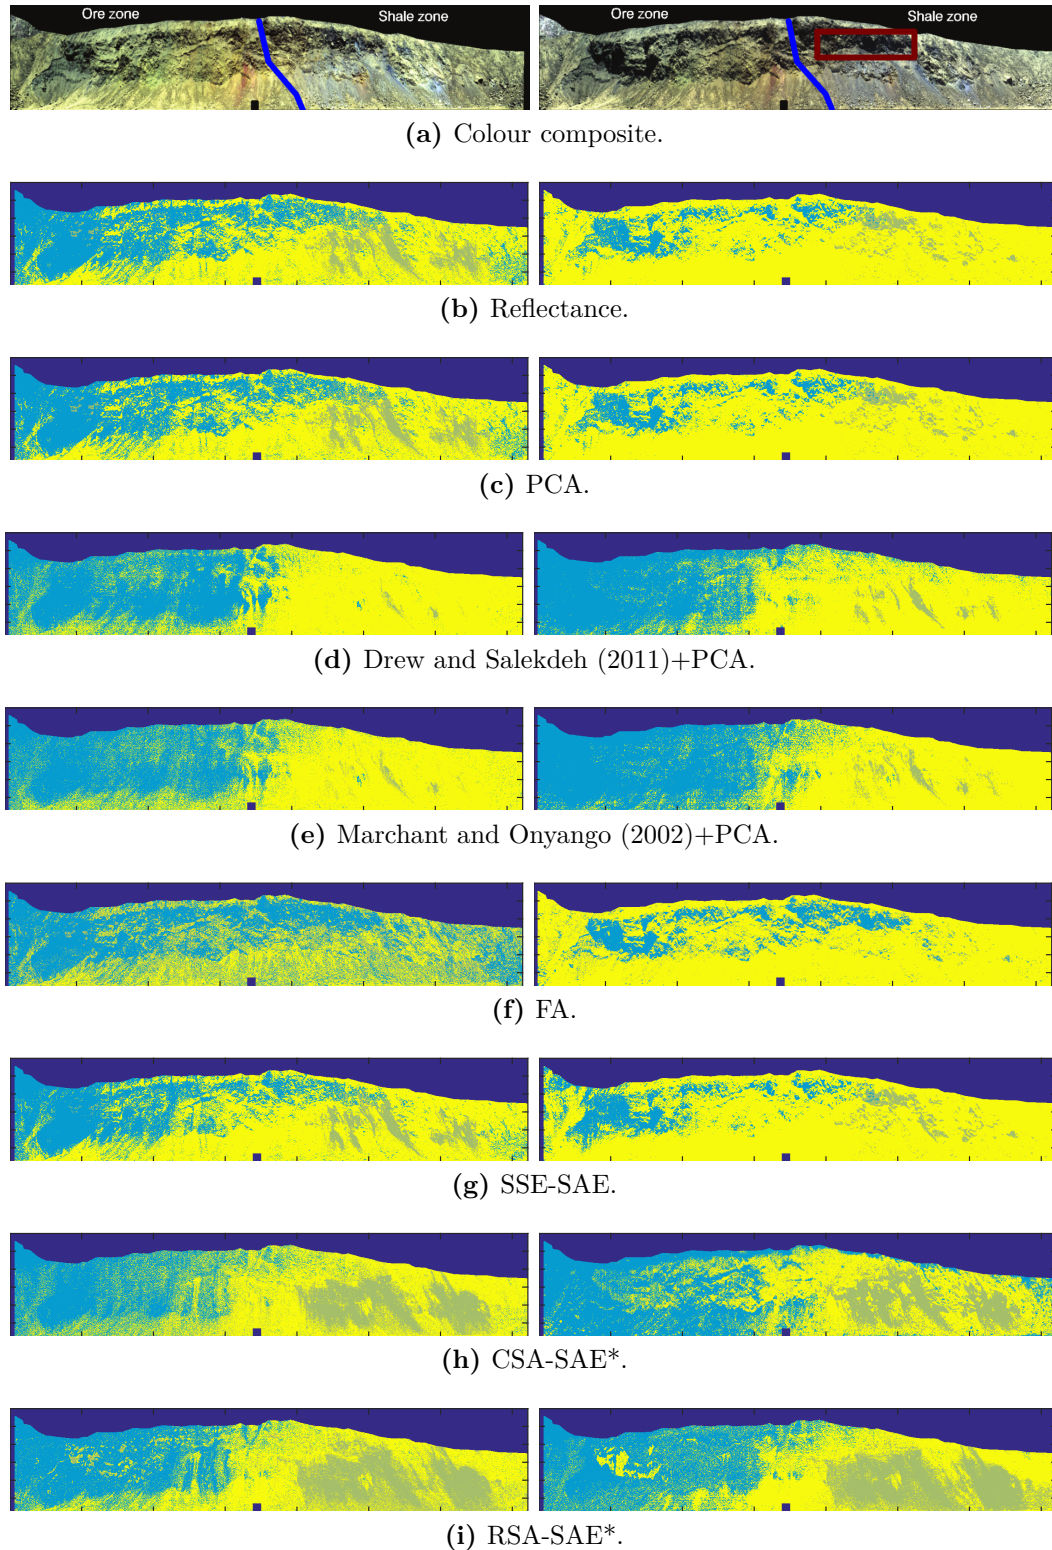 Ore zone Shale zone Ore zone Shale zone
(a) Colour composite.
(b) Reflectance.
(c) PCA.
(d) Drew and Salekdeh (2011)+PCA.
(e) Marchant and Onyango (2002)+PCA.
(f) FA.
(g) SSE-SAE.
(h) CSA-SAE*.
(i) RSA-SAE*.